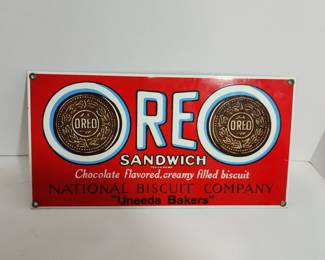 OREO
OREO
OREO
SANDWICH
Chocolate flavored, creamy filled biscuit
NATIONAL BISCUIT COMPANY
"Uneeda Bakers"